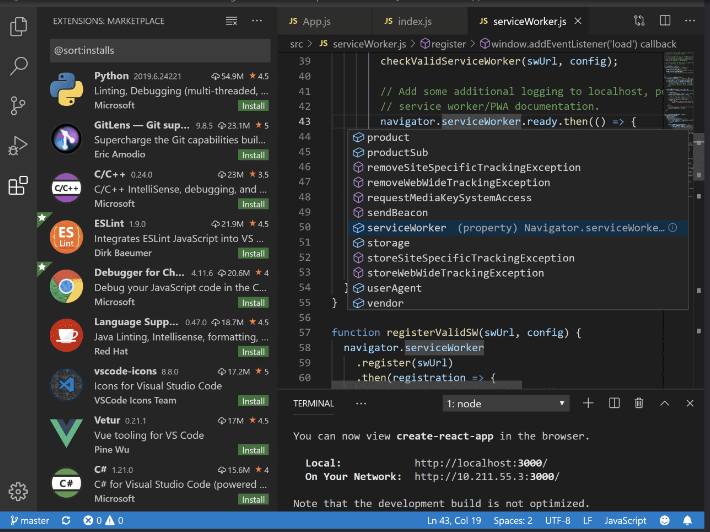 EXTENSIONS: MARKETPLACE
@sort:installs
Python 2019.6.24221 54.9M 4.5
Linting, Debugging (multi-threaded, ...
Microsoft Install
GitLens — Git sup... 9.8.5 23.1M 5
Supercharge the Git capabilities buil...
Eric Amodio Install
C/C++ 0.24.0 23M 3.5
C/C++ IntelliSense, debugging, and ...
Microsoft Install
ESLint 1.9.0 21.9M 4.5
Integrates ESLint JavaScript into VS ...
Dirk Baeumer Install
Debugger for Ch... 4.11.6 20.6M 4
Debug your JavaScript code in the C...
Microsoft Install
Language Supp... 0.47.0 18.7M 4.5
Java Linting, Intellisense, formatting, ...
Red Hat Install
vscode-icons 8.8.0 17.2M 5
Icons for Visual Studio Code
VSCode Icons Team Install
Vetur 0.21.1 17M 4.5
Vue tooling for VS Code
Pine Wu Install
C# 1.21.0 15.6M 4
C# for Visual Studio Code (powered ...
Microsoft Install
JS App.js JS index.js JS serviceWorker.js
src > JS serviceWorker.js > register > window.addEventListener('load') callback
39 checkValidServiceWorker(swUrl, config);
40
41 // Add some additional logging to localhost, po
42 // service worker/PWA documentation.
43 navigator.serviceWorker.ready.then(() => {
44 product
45 productSub
46 removeSiteSpecificTrackingException
47 removeWebWideTrackingException
48 requestMediaKeySystemAccess
49 sendBeacon
50 serviceWorker (property) Navigator.serviceWorke...
51 storage
52 storeSiteSpecificTrackingException
53 storeWebWideTrackingException
54 } userAgent
55 } vendor
56
57 function registerValidSW(swUrl, config) {
58 navigator.serviceWorker
59 .register(swUrl)
60 .then(registration => {
TERMINAL ... 1: node
You can now view create-react-app in the browser.
Local: http://localhost:3000/
On Your Network: http://10.211.55.3:3000/
Note that the development build is not optimized.
master 0 0 Ln 43, Col 19 Spaces: 2 UTF-8 LF JavaScript